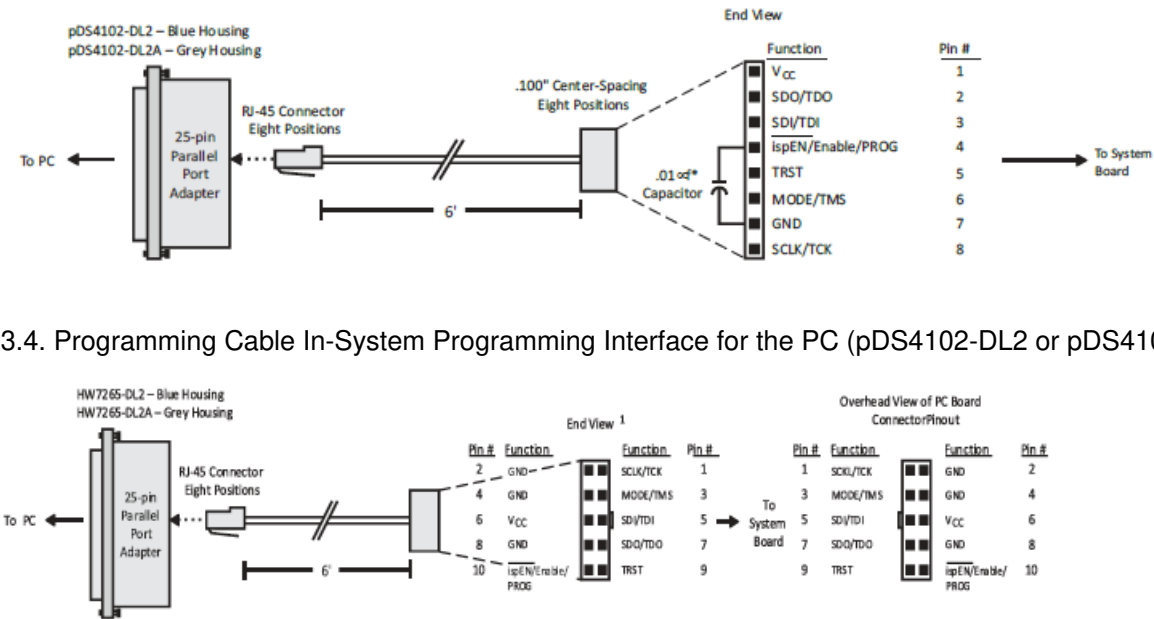 End View
pDS4102-DL2 – Blue Housing
pDS4102-DL2A – Grey Housing
Function Pin #
VCC 1
.100" Center-Spacing
Eight Positions
SDO/TDO 2
RJ-45 Connector
Eight Positions
SDI/TDI 3
25-pin
Parallel
Port
Adapter
ispEN/Enable/PROG 4
To PC
To System
Board
TRST 5
.01 ∝f*
Capacitor
MODE/TMS 6
6'
GND 7
SCLK/TCK 8
3.4. Programming Cable In-System Programming Interface for the PC (pDS4102-DL2 or pDS410
HW7265-DL2 – Blue Housing
HW7265-DL2A – Grey Housing
Overhead View of PC Board
ConnectorPinout
End View 1
Pin # Function Function Pin # Pin # Function Function Pin #
2 GND SCLK/TCK 1 1 SCKL/TCK GND 2
RJ-45 Connector
Eight Positions
4 GND MODE/TMS 3 3 MODE/TMS GND 4
25-pin
Parallel
Port
Adapter
To PC
6 VCC SDI/TDI 5 To System Board 5 SDI/TDI VCC 6
8 GND SDO/TDO 7 7 SDO/TDO GND 8
6'
10 ispEN/Enable/ TRST 9 9 TRST ispEN/Enable/ 10
PROG PROG